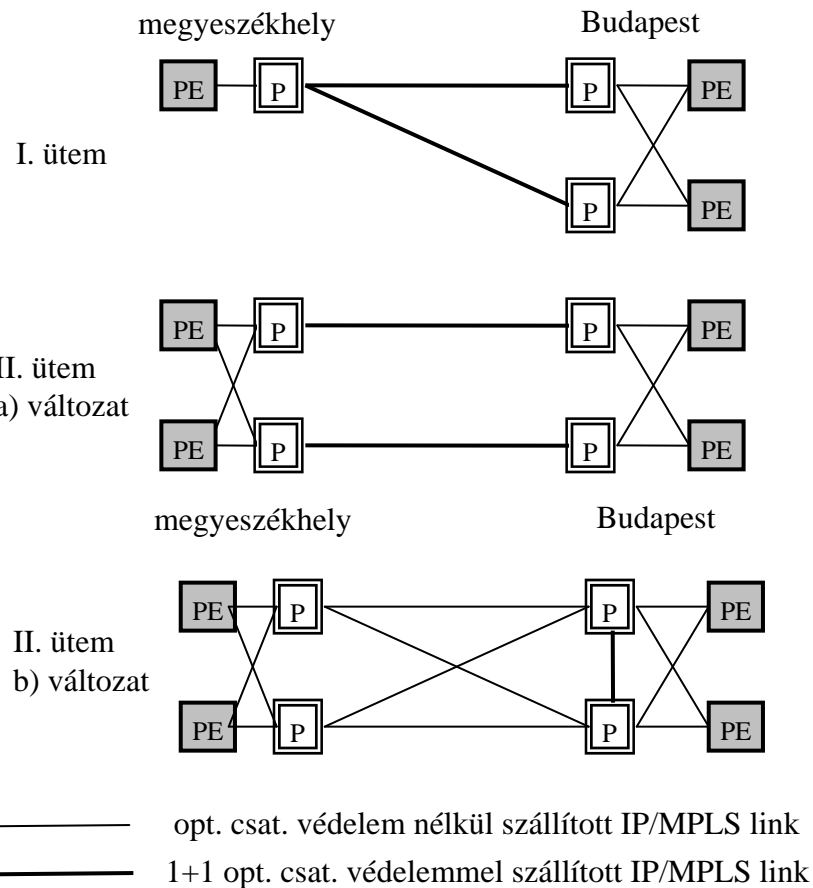 megyeszékhely Budapest
PE P P PE
I. ütem
P PE
PE P P PE
II. ütem
a) változat
PE P P PE
megyeszékhely Budapest
PE P P PE
II. ütem
b) változat
PE P P PE
opt. csat. védelem nélkül szállított IP/MPLS link
1+1 opt. csat. védelemmel szállított IP/MPLS link